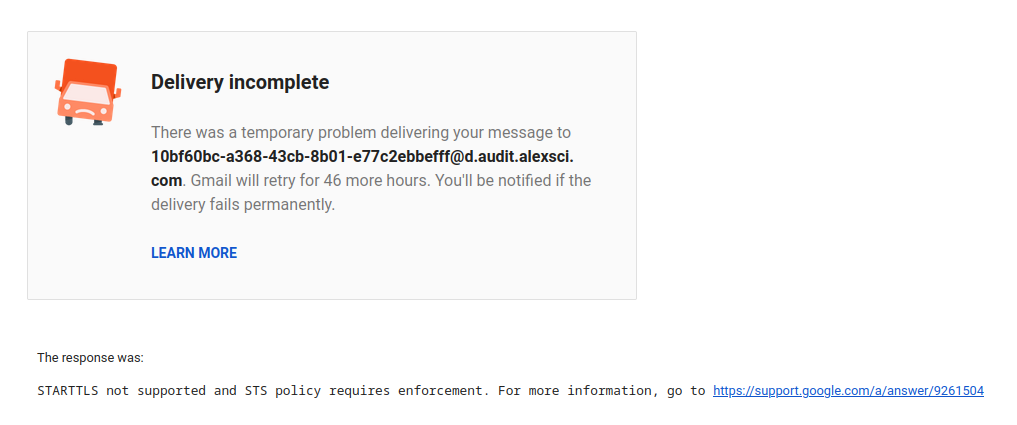 Delivery incomplete
There was a temporary problem delivering your message to
10bf60bc-a368-43cb-8b01-e77c2ebbefff@d.audit.alexsci.
com. Gmail will retry for 46 more hours. You'll be notified if the
delivery fails permanently.
LEARN MORE
The response was:
STARTTLS not supported and STS policy requires enforcement. For more information, go to https://support.google.com/a/answer/9261504